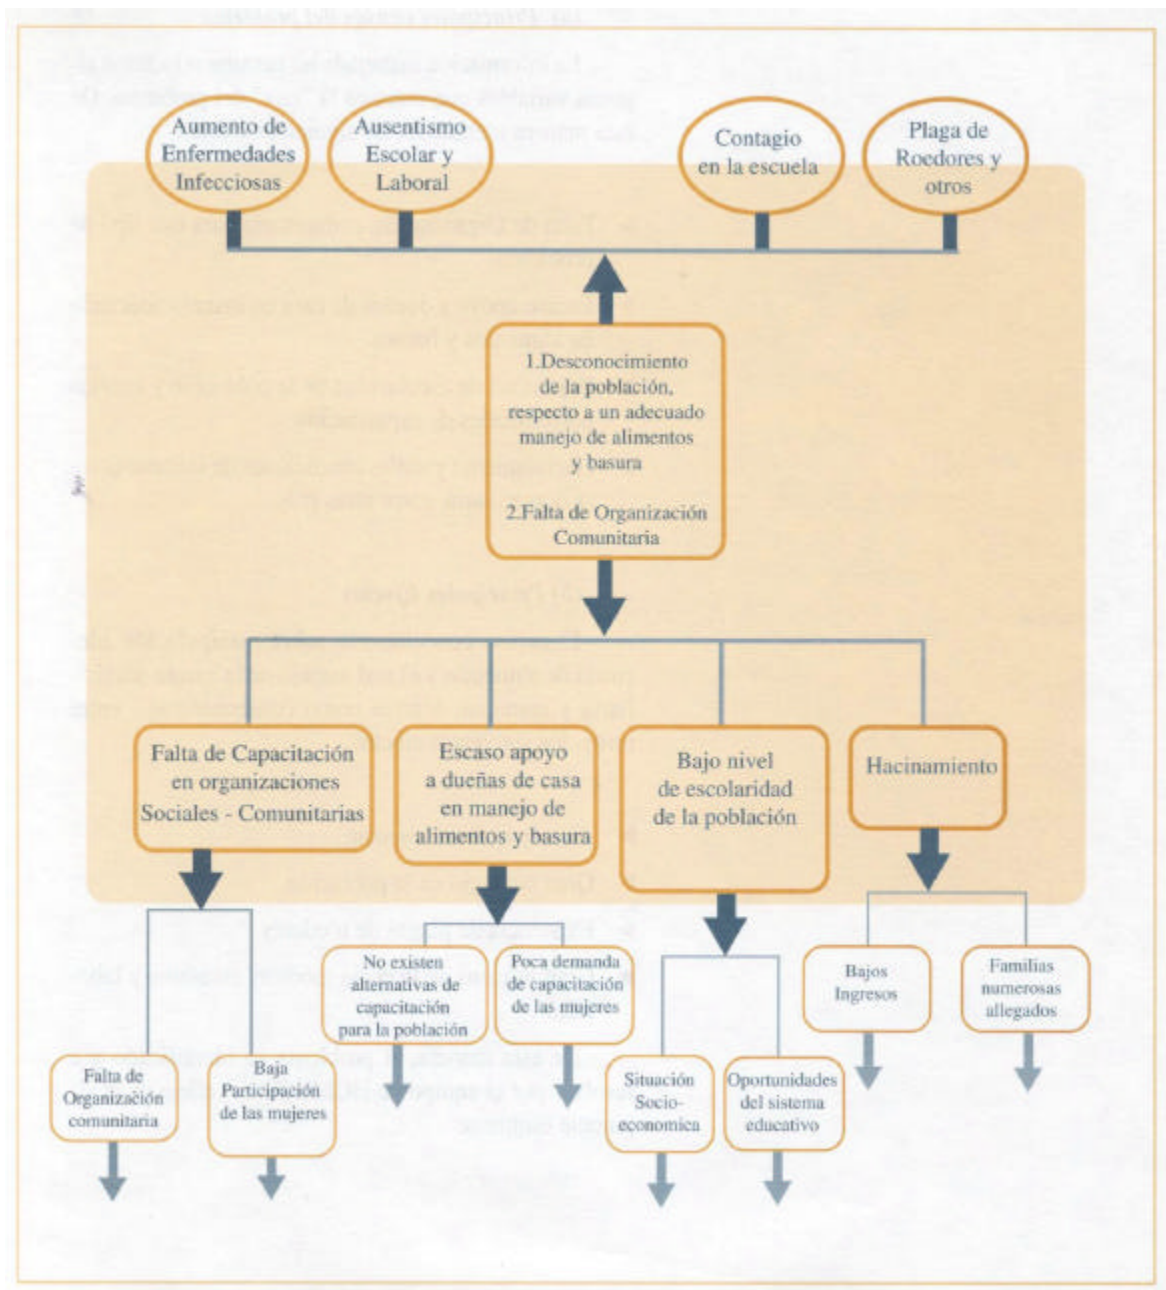 Aumento de
Enfermedades
Infecciosas
Ausentismo
Escolar y
Laboral
Contagio
en la escuela
Plaga de
Roedores y
otros
1.Desconocimiento
de la población,
respecto a un adecuado
manejo de alimentos
y basura
2.Falta de Organización
Comunitaria
Falta de Capacitación
en organizaciones
Sociales - Comunitarias
Escaso apoyo
a dueñas de casa
en manejo de
alimentos y basura
Bajo nivel
de escolaridad
de la población
Hacinamiento
No existen
alternativas de
capacitación
para la población
Poca demanda
de capacitación
de las mujeres
Bajos
Ingresos
Familias
numerosas
allegados
Falta de
Organización
comunitaria
Baja
Participación
de las mujeres
Situación
Socio-
economica
Oportunidades
del sistema
educativo